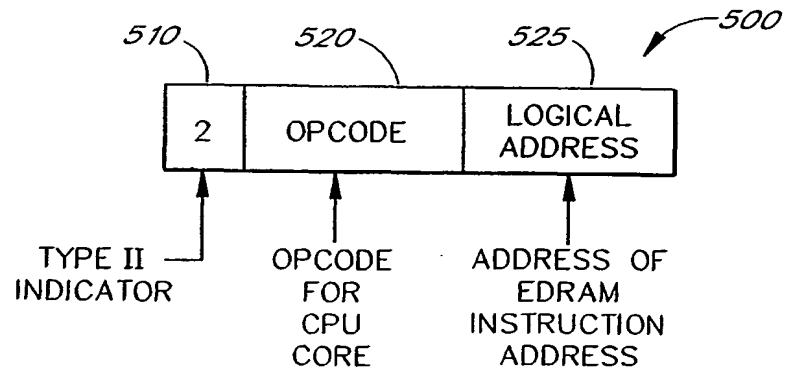 510
520
525
500
2
OPCODE
LOGICAL
ADDRESS
TYPE II
INDICATOR
OPCODE
FOR
CPU
CORE
ADDRESS OF
EDRAM
INSTRUCTION
ADDRESS